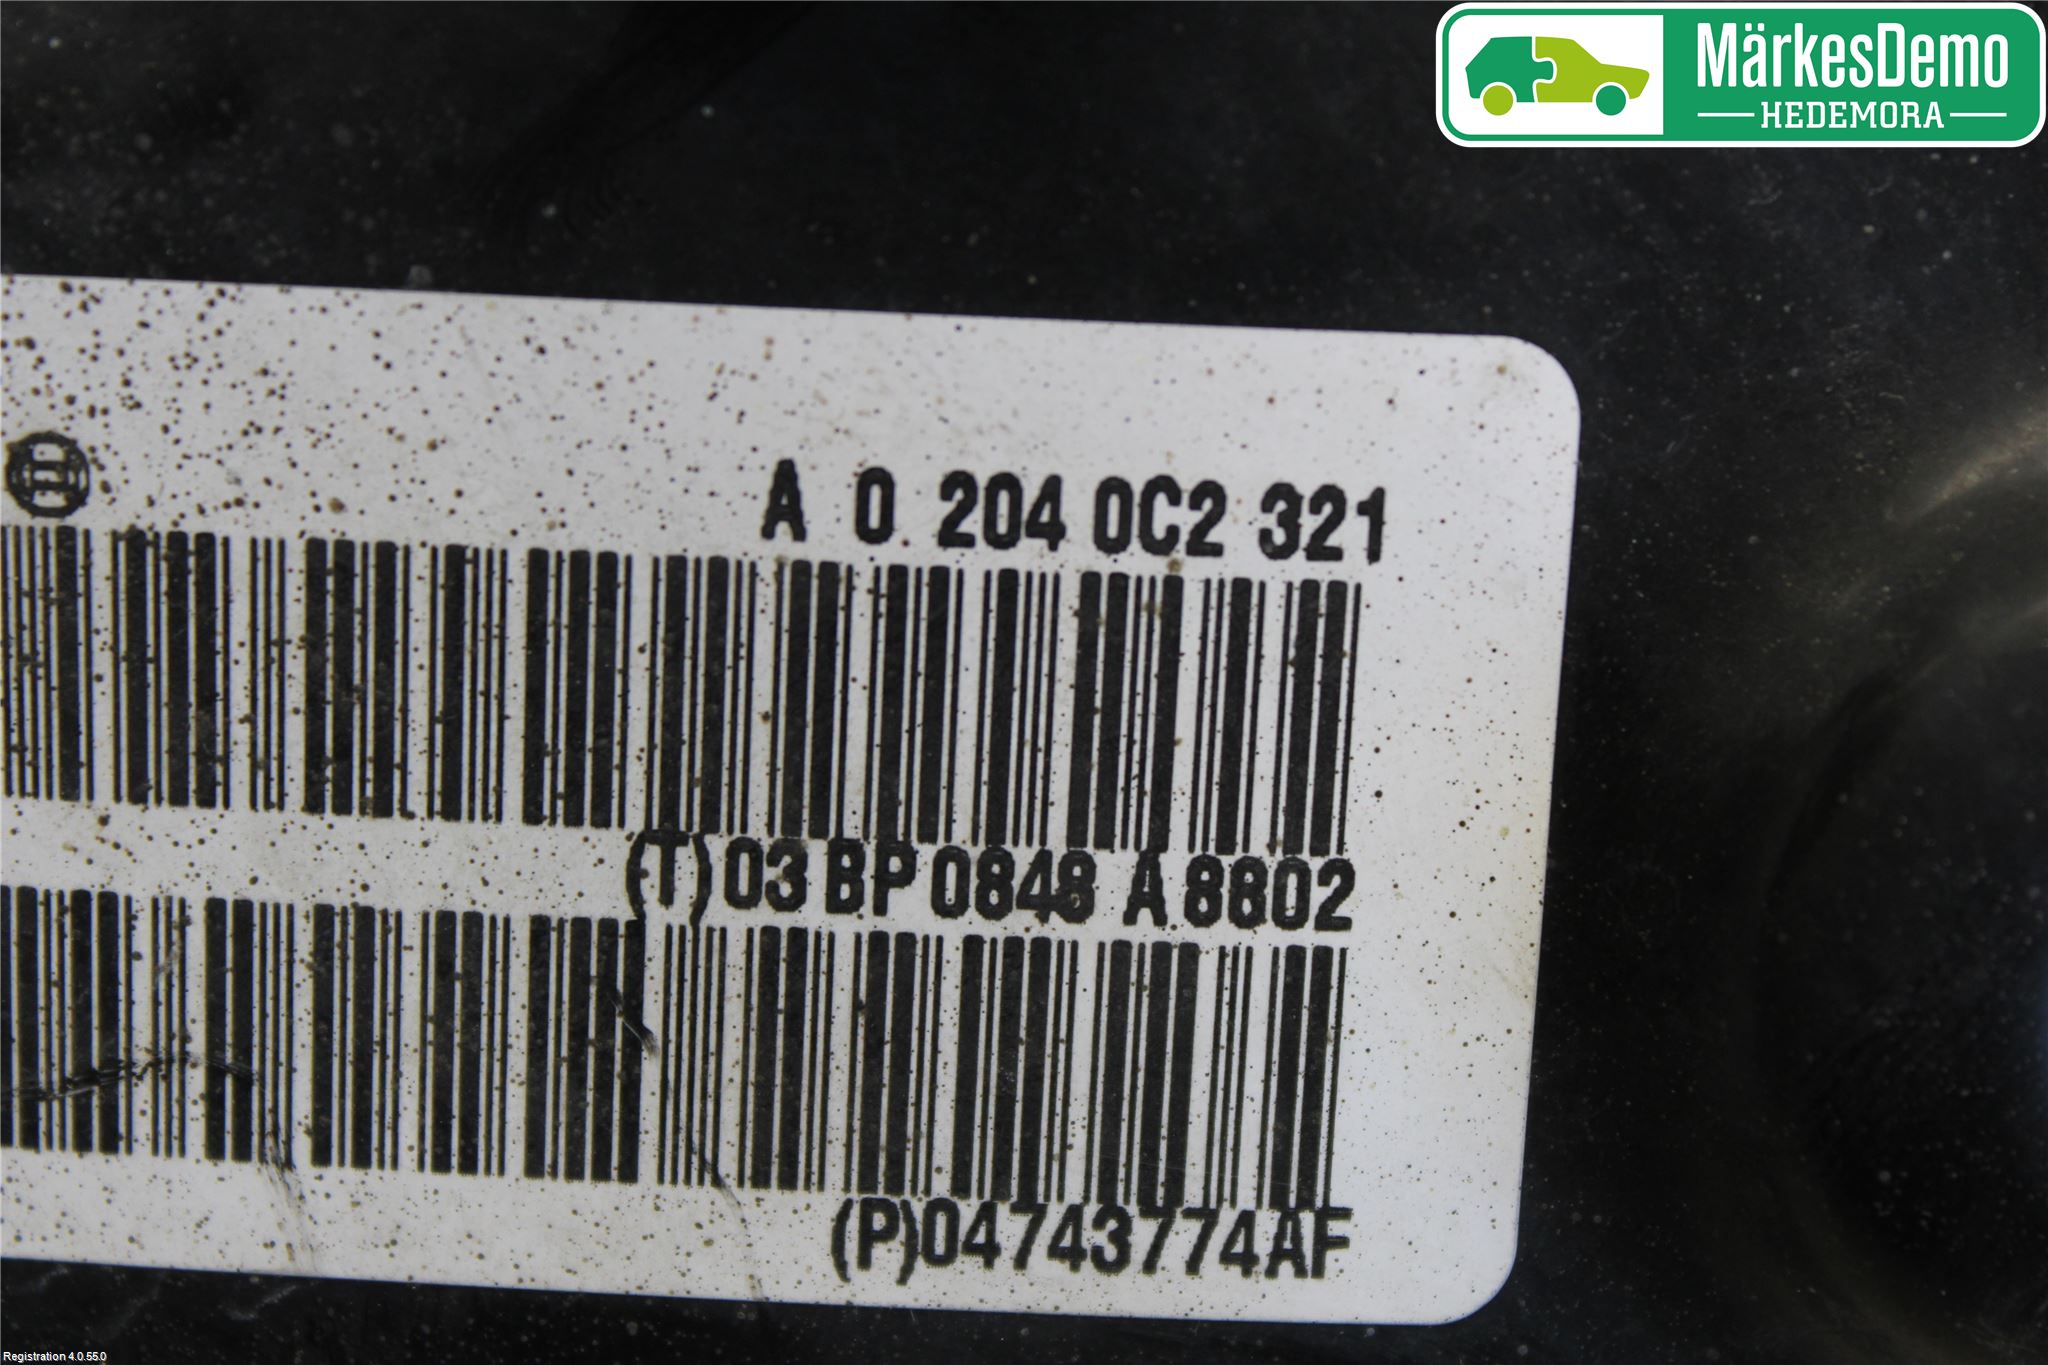 MärkesDemo
HEDEMORA
A 0 204 0C2 321
(T)03 BP 0848 A 8802
(P)04743774AF
Registration 4.0.55.0